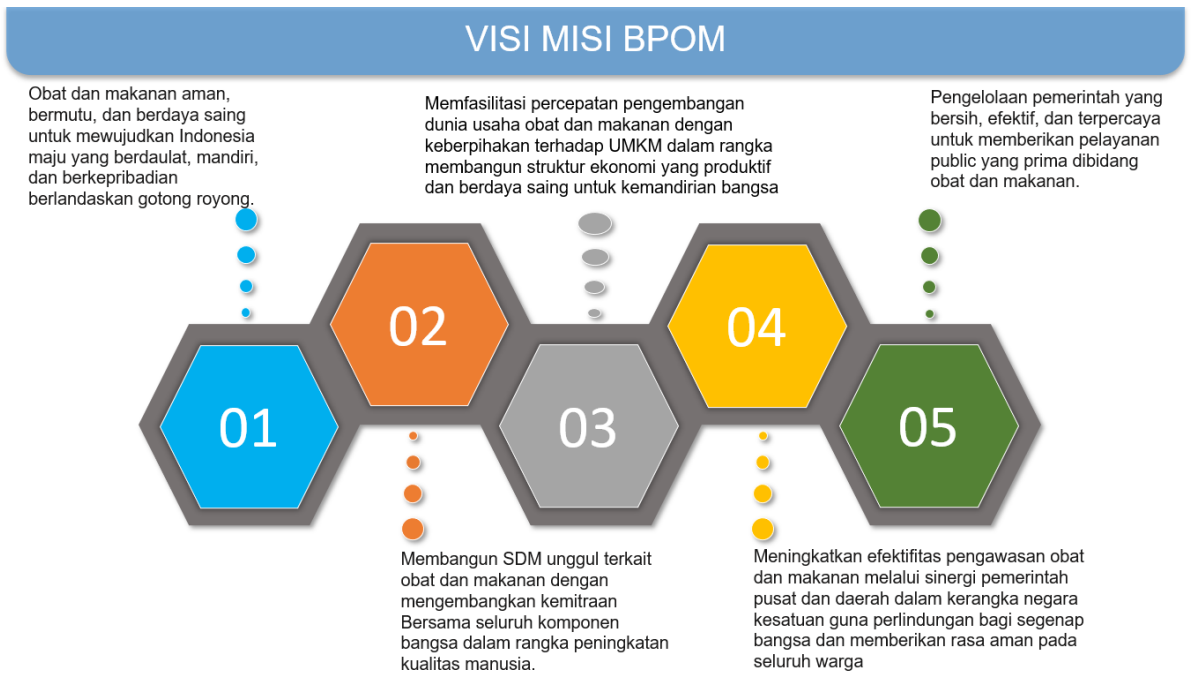 VISI MISI BPOM
Obat dan makanan aman,
bermutu, dan berdaya saing
untuk mewujudkan Indonesia
maju yang berdaulat, mandiri,
dan berkepribadian
berlandaskan gotong royong.
Memfasilitasi percepatan pengembangan
dunia usaha obat dan makanan dengan
keberpihakan terhadap UMKM dalam rangka
membangun struktur ekonomi yang produktif
dan berdaya saing untuk kemandirian bangsa
Pengelolaan pemerintah yang
bersih, efektif, dan terpercaya
untuk memberikan pelayanan
public yang prima dibidang
obat dan makanan.
01
02
03
04
05
Membangun SDM unggul terkait
obat dan makanan dengan
mengembangkan kemitraan
Bersama seluruh komponen
bangsa dalam rangka peningkatan
kualitas manusia.
Meningkatkan efektifitas pengawasan obat
dan makanan melalui sinergi pemerintah
pusat dan daerah dalam kerangka negara
kesatuan guna perlindungan bagi segenap
bangsa dan memberikan rasa aman pada
seluruh warga